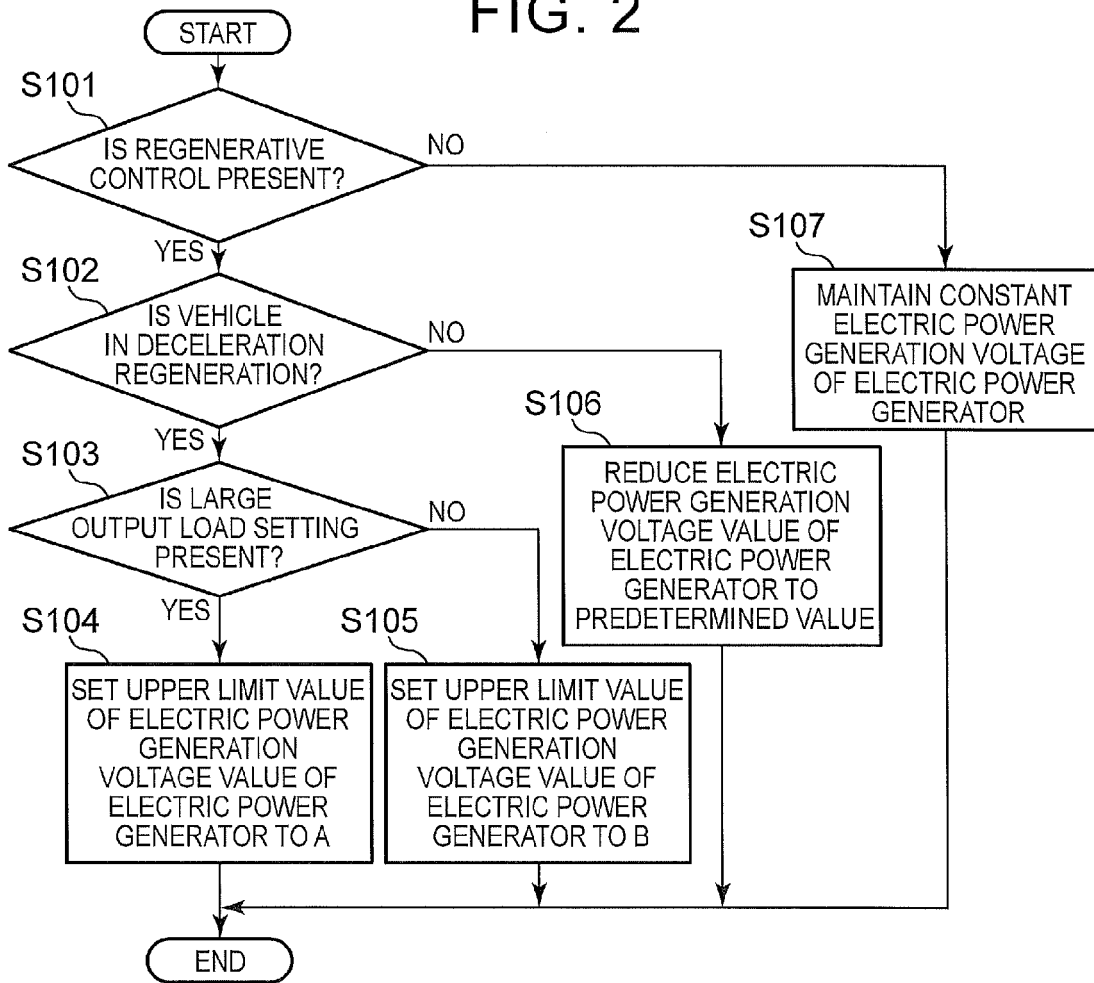 FIG. 2
START
S101
IS REGENERATIVE
CONTROL PRESENT?
NO
YES
S102
IS VEHICLE
IN DECELERATION
REGENERATION?
NO
YES
S103
IS LARGE
OUTPUT LOAD SETTING
PRESENT?
NO
YES
S104
SET UPPER LIMIT VALUE
OF ELECTRIC POWER
GENERATION
VOLTAGE VALUE OF
ELECTRIC POWER
GENERATOR TO A
S105
SET UPPER LIMIT VALUE
OF ELECTRIC POWER
GENERATION
VOLTAGE VALUE OF
ELECTRIC POWER
GENERATOR TO B
S106
REDUCE ELECTRIC
POWER GENERATION
VOLTAGE VALUE OF
ELECTRIC POWER
GENERATOR TO
PREDETERMINED VALUE
S107
MAINTAIN CONSTANT
ELECTRIC POWER
GENERATION VOLTAGE
OF ELECTRIC POWER
GENERATOR
END